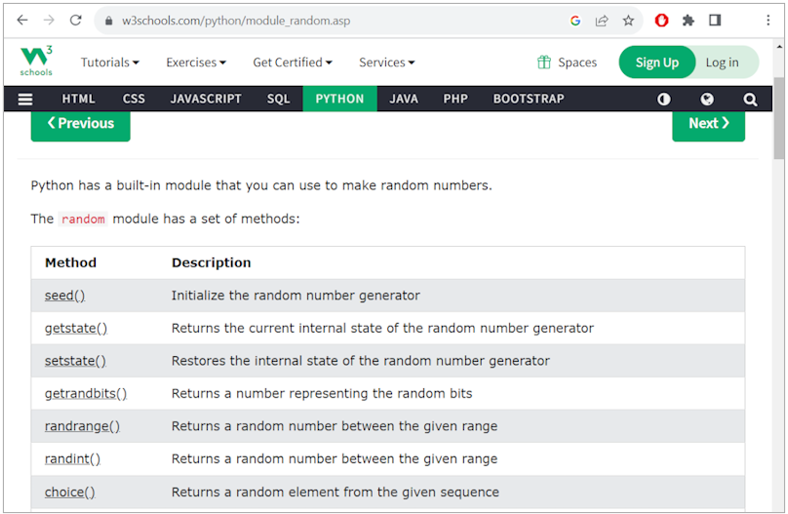 w3schools.com/python/module_random.asp
W3 schools
Tutorials Exercises Get Certified Services Spaces Sign Up Log in
HTML CSS JAVASCRIPT SQL PYTHON JAVA PHP BOOTSTRAP
❮ Previous Next ❯
Python has a built-in module that you can use to make random numbers.
The random module has a set of methods:
Method Description
seed() Initialize the random number generator
getstate() Returns the current internal state of the random number generator
setstate() Restores the internal state of the random number generator
getrandbits() Returns a number representing the random bits
randrange() Returns a random number between the given range
randint() Returns a random number between the given range
choice() Returns a random element from the given sequence